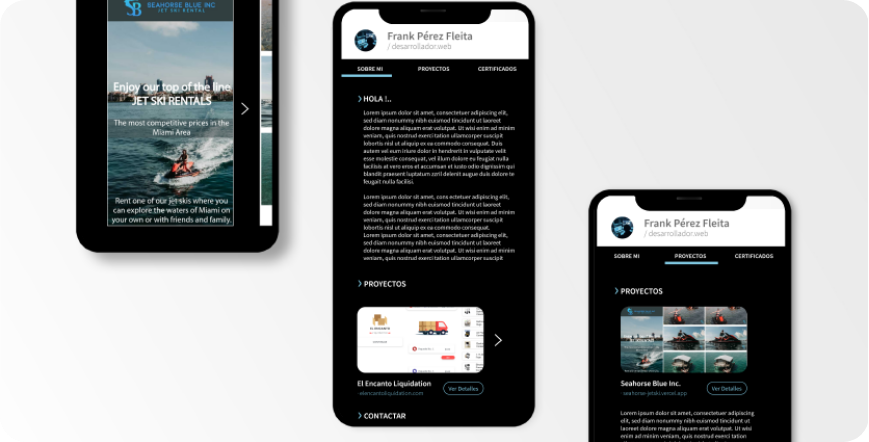 SEAHORSE BLUE INC
JET SKI RENTAL
Enjoy our top of the line
JET SKI RENTALS
The most competitive prices in the
Miami Area
Rent one of our jet skis where you
can explore the waters of Miami on
your own or with friends and family.
Frank Pérez Fleita
/ desarrollador.web
SOBRE MI
PROYECTOS
CERTIFICADOS
HOLA !..
Lorem ipsum dolor sit amet, consectetuer adipiscing elit,
sed diam nonummy nibh euismod tincidunt ut laoreet
dolore magna aliquam erat volutpat. Ut wisi enim ad minim
veniam, quis nostrud exerci tation ullamcorper suscipit
lobortis nisl ut aliquip ex ea commodo consequat. Duis
autem vel eum iriure dolor in hendrerit in vulputate velit
esse molestie consequat, vel illum dolore eu feugiat nulla
facilisis at vero eros et accumsan et iusto odio dignissim qui
blandit praesent luptatum zzril delenit augue duis dolore te
feugait nulla facilisi.
Lorem ipsum dolor sit amet, cons ectetuer adipiscing elit,
sed diam nonummy nibh euismod tincidunt ut laoreet
dolore magna aliquam erat volutpat. Ut wisi enim ad minim
veniam, quis nostrud exerci tation ullamcorper suscipit
lobortis nisl ut aliquip ex ea commodo consequat.
Lorem ipsum dolor sit amet, consectetuer adipiscing elit,
sed diam nonummy nibh euismod tincidunt ut laoreet
dolore magna aliquam erat volutpat. Ut wisi enim ad minim
veniam, quis nostrud exerci tation ullamcorper suscipit
PROYECTOS
EL ENCANTO
El Encanto Liquidation
elencantoliquidation.com
Ver Detalles
CONTACTAR
Frank Pérez Fleita
/ desarrollador.web
SOBRE MI
PROYECTOS
CERTIFICADOS
PROYECTOS
Seahorse Blue Inc.
seahorse-jetski.vercel.app
Ver Detalles
Lorem ipsum dolor sit amet, consectetuer adipiscing
elit, sed diam nonummy nibh euismod tincidunt ut
laoreet dolore magna aliquam erat volutpat. Ut wisi
enim ad minim veniam, quis nostrud exerci tation